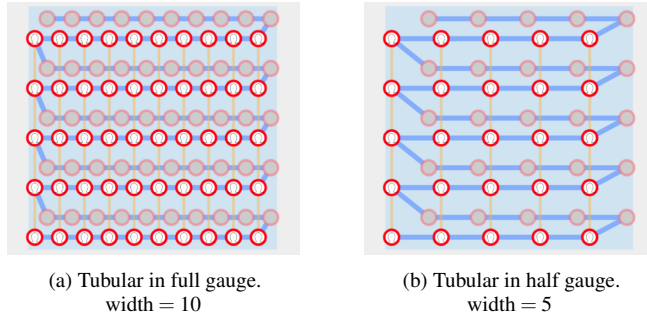 (a) Tubular in full gauge.
width = 10
(b) Tubular in half gauge.
width = 5